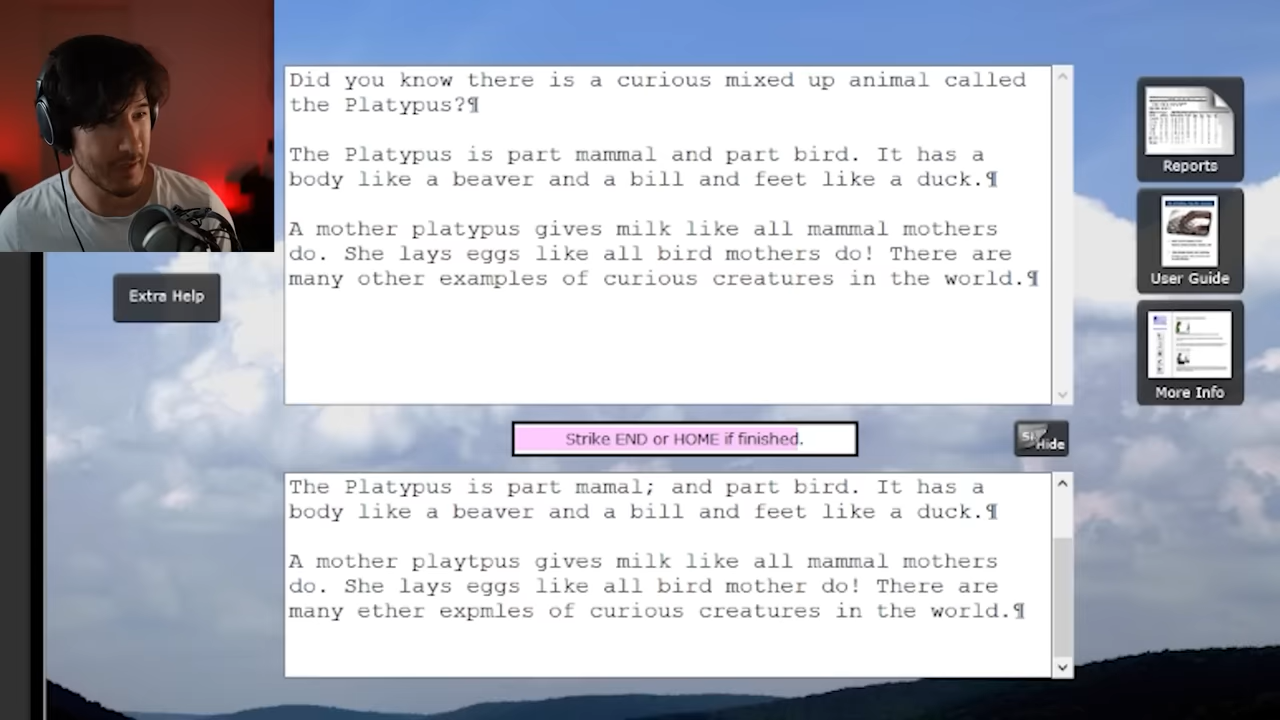 Did you know there is a curious mixed up animal called
the Platypus?¶
The Platypus is part mammal and part bird. It has a
body like a beaver and a bill and feet like a duck.¶
A mother platypus gives milk like all mammal mothers
do. She lays eggs like all bird mothers do! There are
many other examples of curious creatures in the world.¶
Reports
User Guide
More Info
Extra Help
Strike END or HOME if finished.
Hide
The Platypus is part mamal; and part bird. It has a
body like a beaver and a bill and feet like a duck.¶
A mother playtpus gives milk like all mammal mothers
do. She lays eggs like all bird mother do! There are
many ether expmles of curious creatures in the world.¶